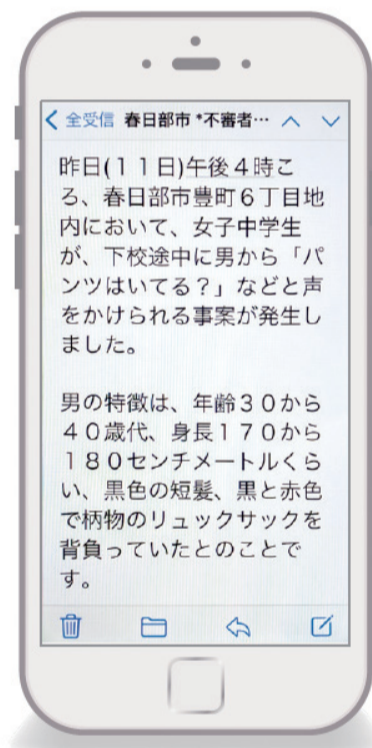 全受信 春日部市 *不審者…
昨日(１１日)午後４時こ
ろ、春日部市豊町６丁目地
内において、女子中学生
が、下校途中に男から「パ
ンツはいてる？」などと声
をかけられる事案が発生し
ました。
男の特徴は、年齢３０から
４０歳代、身長１７０から
１８０センチメートルくら
い、黒色の短髪、黒と赤色
で柄物のリュックサックを
背負っていたとのことで
す。